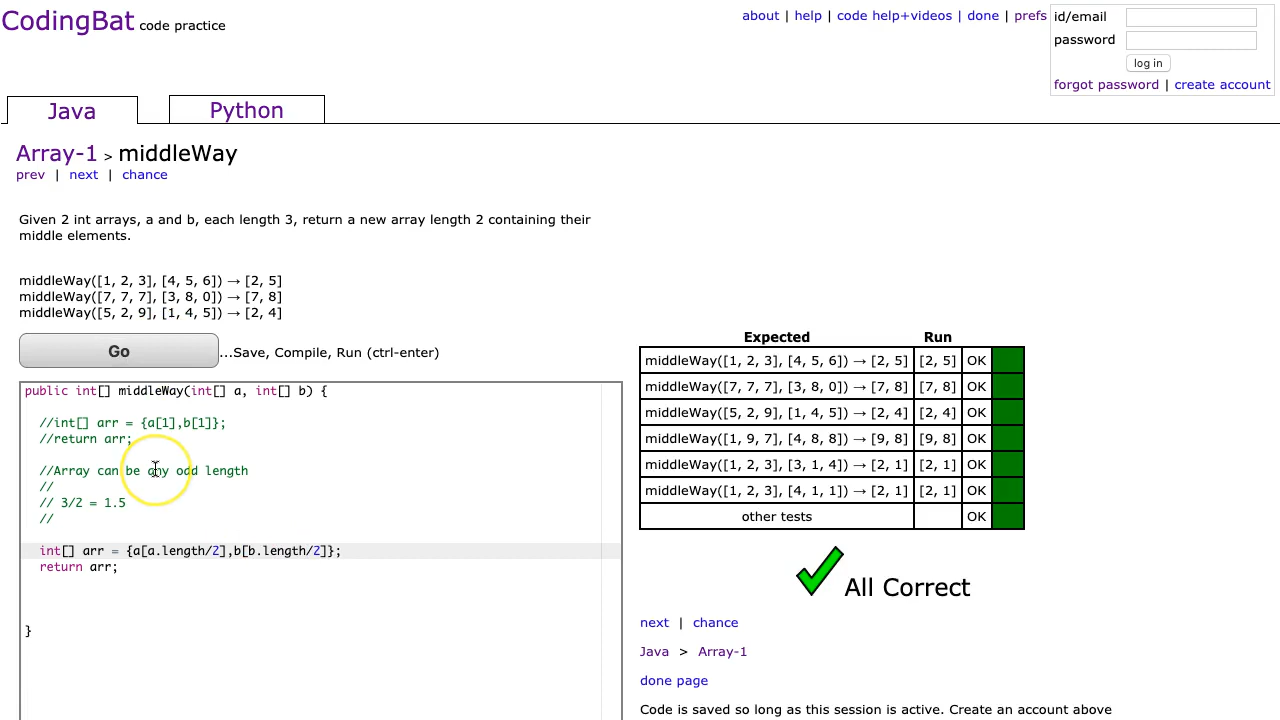 CodingBat code practice
about | help | code help+videos | done | prefs
id/email
password
log in
forgot password | create account
Java
Python
Array-1 > middleWay
prev | next | chance
Given 2 int arrays, a and b, each length 3, return a new array length 2 containing their
middle elements.
middleWay([1, 2, 3], [4, 5, 6]) → [2, 5]
middleWay([7, 7, 7], [3, 8, 0]) → [7, 8]
middleWay([5, 2, 9], [1, 4, 5]) → [2, 4]
Go ...Save, Compile, Run (ctrl-enter)
public int[] middleWay(int[] a, int[] b) {
//int[] arr = {a[1],b[1]};
//return arr;
//Array can be any odd length
//
// 3/2 = 1.5
//
int[] arr = {a[a.length/2],b[b.length/2]};
return arr;
}
Expected Run
middleWay([1, 2, 3], [4, 5, 6]) → [2, 5] [2, 5] OK
middleWay([7, 7, 7], [3, 8, 0]) → [7, 8] [7, 8] OK
middleWay([5, 2, 9], [1, 4, 5]) → [2, 4] [2, 4] OK
middleWay([1, 9, 7], [4, 8, 8]) → [9, 8] [9, 8] OK
middleWay([1, 2, 3], [3, 1, 4]) → [2, 1] [2, 1] OK
middleWay([1, 2, 3], [4, 1, 1]) → [2, 1] [2, 1] OK
other tests OK
All Correct
next | chance
Java > Array-1
done page
Code is saved so long as this session is active. Create an account above